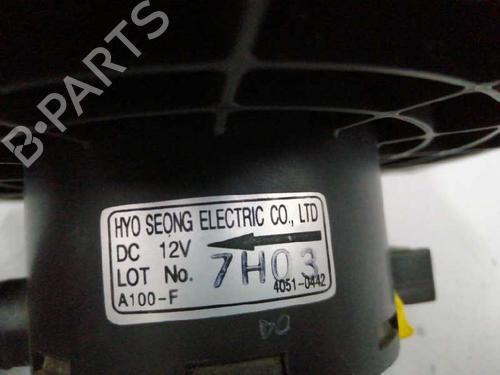 B-PARTS
HYO SEONG ELECTRIC CO., LTD
DC 12V
LOT No. 7H03
A100-F 4051-0442